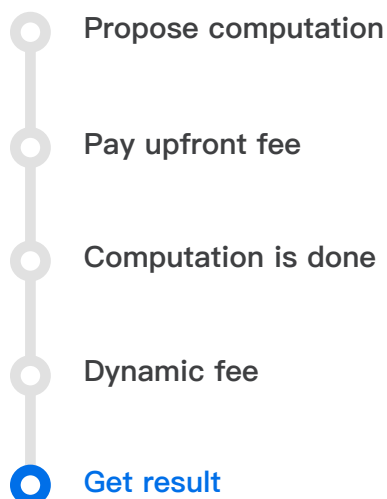 Propose computation
Pay upfront fee
Computation is done
Dynamic fee
Get result